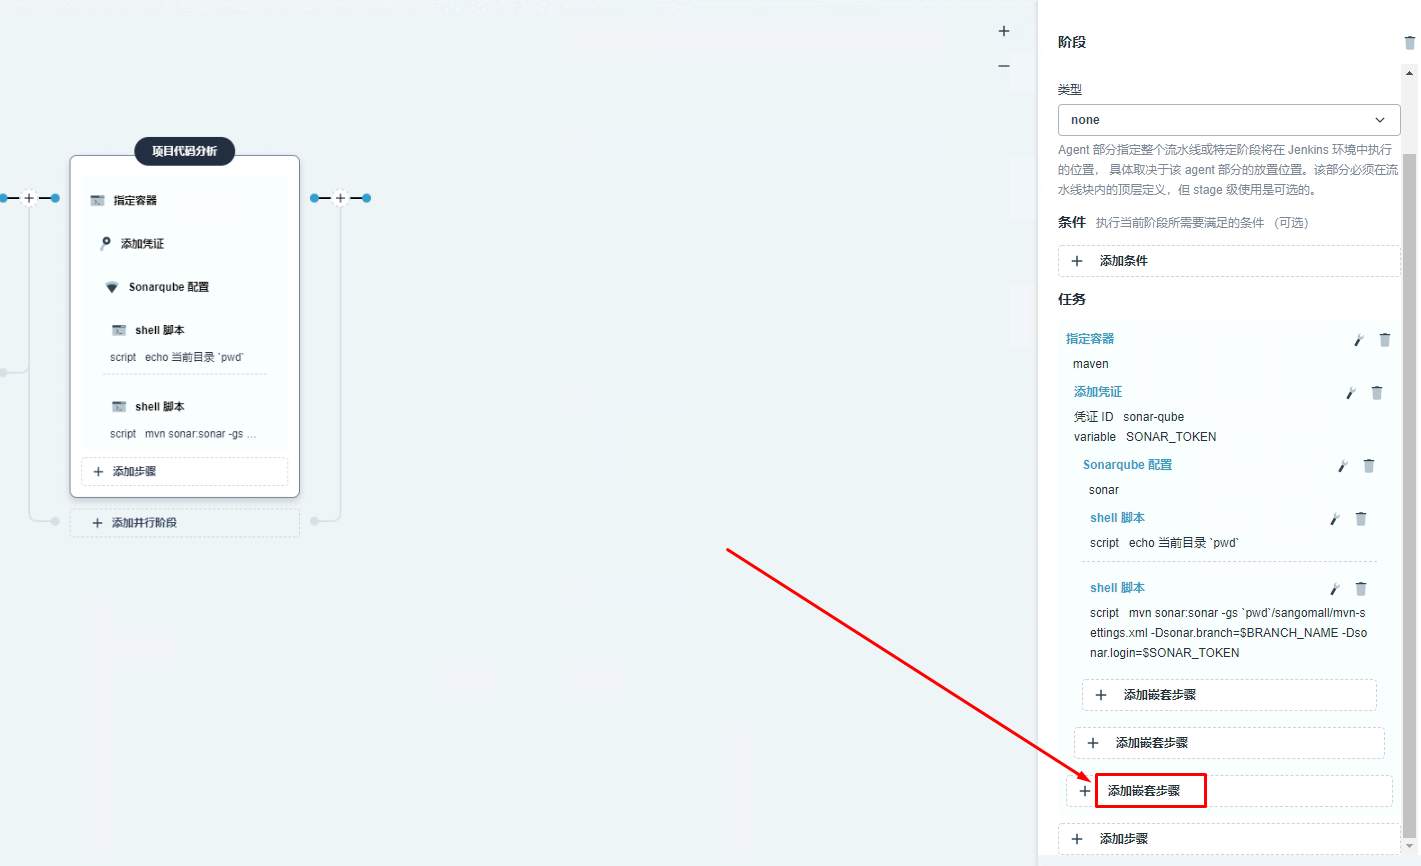 项目代码分析
指定容器
添加凭证
Sonarqube 配置
shell 脚本
script echo 当前目录 `pwd`
shell 脚本
script mvn sonar:sonar -gs ...
添加步骤
添加并行阶段
阶段
类型
none
Agent 部分指定整个流水线或特定阶段将在 Jenkins 环境中执行
的位置， 具体取决于该 agent 部分的放置位置。该部分必须在流
水线块内的顶层定义，但 stage 级使用是可选的。
条件 执行当前阶段所需要满足的条件 （可选）
添加条件
任务
指定容器
maven
添加凭证
凭证 ID sonar-qube
variable SONAR_TOKEN
Sonarqube 配置
sonar
shell 脚本
script echo 当前目录 `pwd`
shell 脚本
script mvn sonar:sonar -gs `pwd`/sangomall/mvn-s
ettings.xml -Dsonar.branch=$BRANCH_NAME -Dso
nar.login=$SONAR_TOKEN
添加嵌套步骤
添加嵌套步骤
添加嵌套步骤
添加步骤